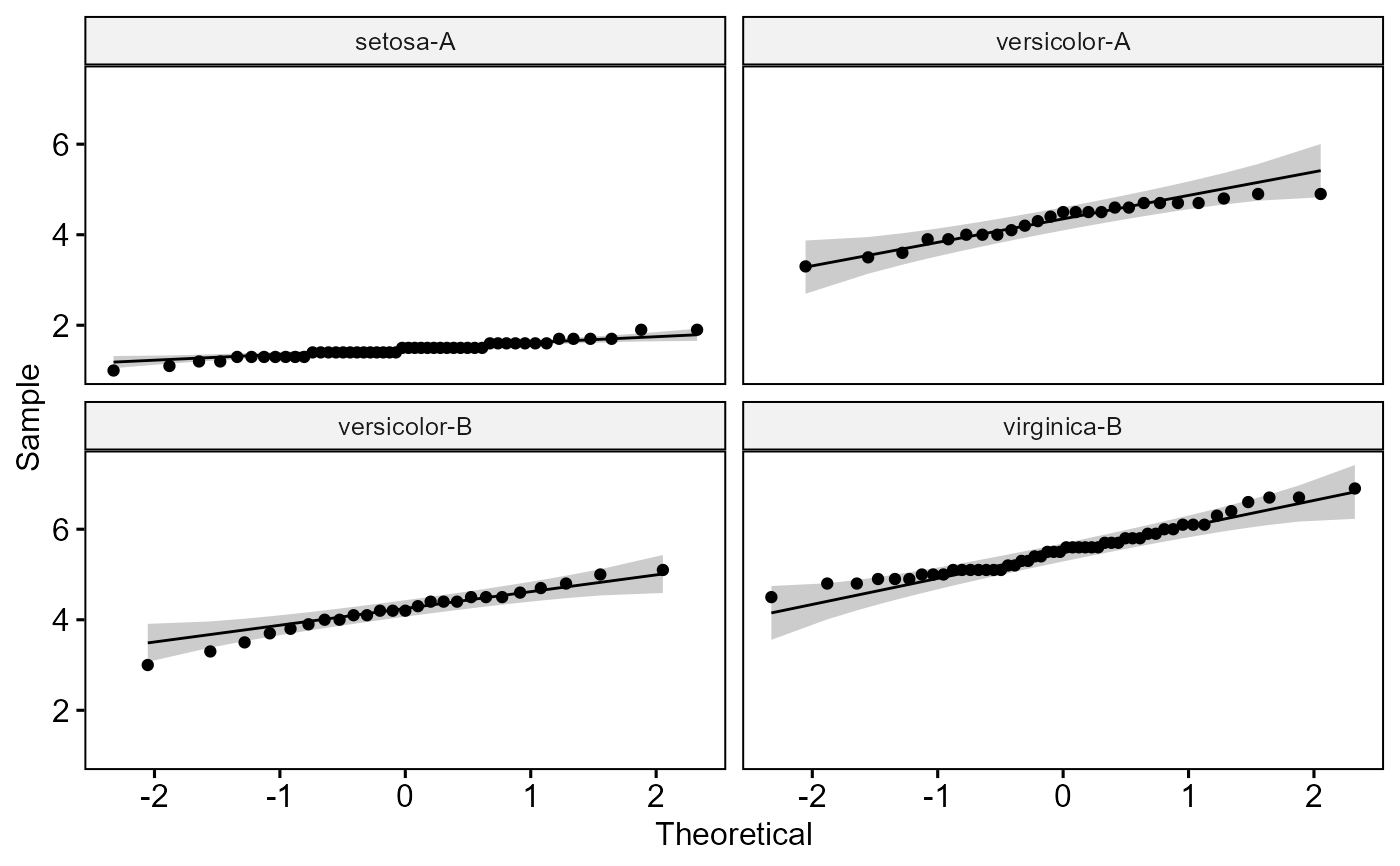 setosa-A
versicolor-A
6
4
2
Sample
versicolor-B
virginica-B
6
4
2
-2 -1 0 1 2
-2 -1 0 1 2
Theoretical